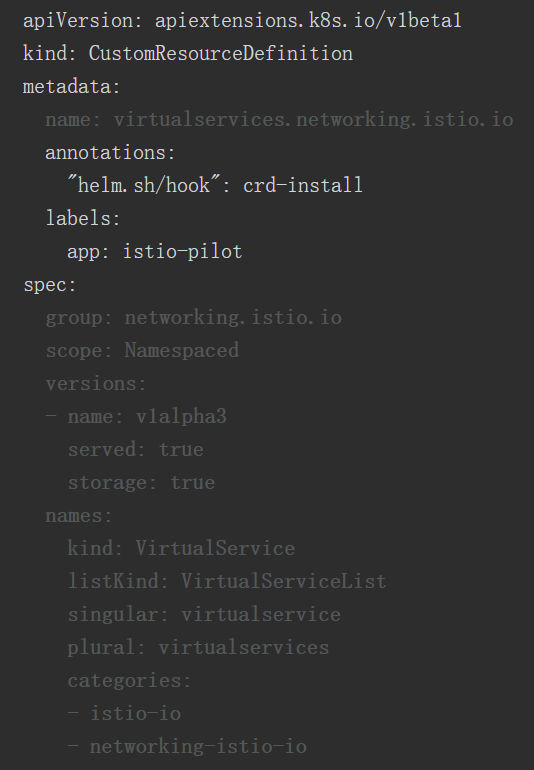 apiVersion: apiextensions.k8s.io/v1beta1
kind: CustomResourceDefinition
metadata:
  name: virtualservices.networking.istio.io
  annotations:
    "helm.sh/hook": crd-install
  labels:
    app: istio-pilot
spec:
  group: networking.istio.io
  scope: Namespaced
  versions:
  - name: v1alpha3
    served: true
    storage: true
  names:
    kind: VirtualService
    listKind: VirtualServiceList
    singular: virtualservice
    plural: virtualservices
    categories:
    - istio-io
    - networking-istio-io